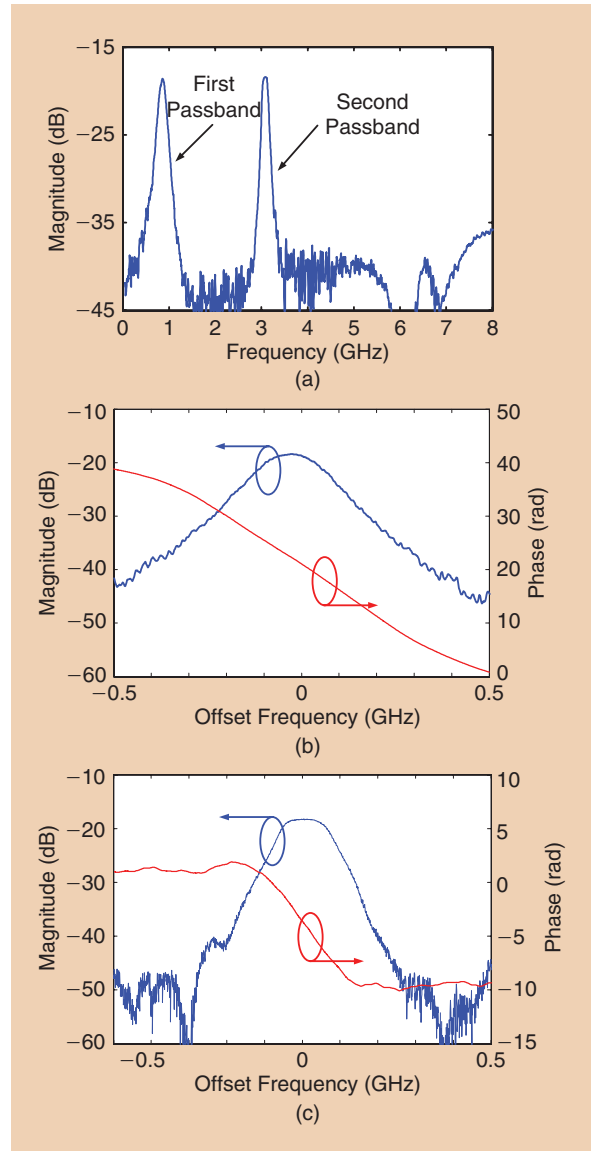 −15
−25
−35
−45
Magnitude (dB)
First
Passband
Second
Passband
0 1 2 3 4 5 6 7 8
Frequency (GHz)
(a)
−10
−20
−30
−40
−50
−60
Magnitude (dB)
50
40
30
20
10
0
Phase (rad)
−0.5 0 0.5
Offset Frequency (GHz)
(b)
−10
−20
−30
−40
−50
−60
Magnitude (dB)
10
5
0
−5
−10
−15
Phase (rad)
−0.5 0 0.5
Offset Frequency (GHz)
(c)